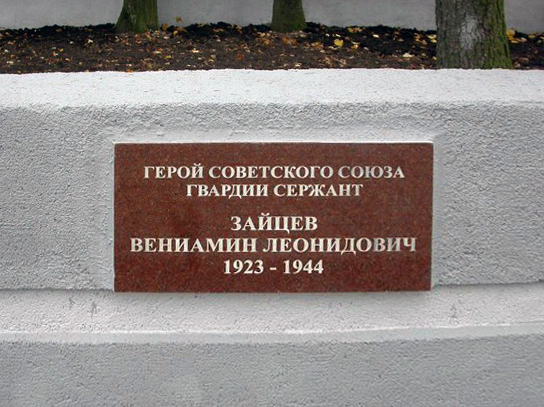 ГЕРОЙ СОВЕТСКОГО СОЮЗА
ГВАРДИИ СЕРЖАНТ
ЗАЙЦЕВ
ВЕНИАМИН ЛЕОНИДОВИЧ
1923 - 1944